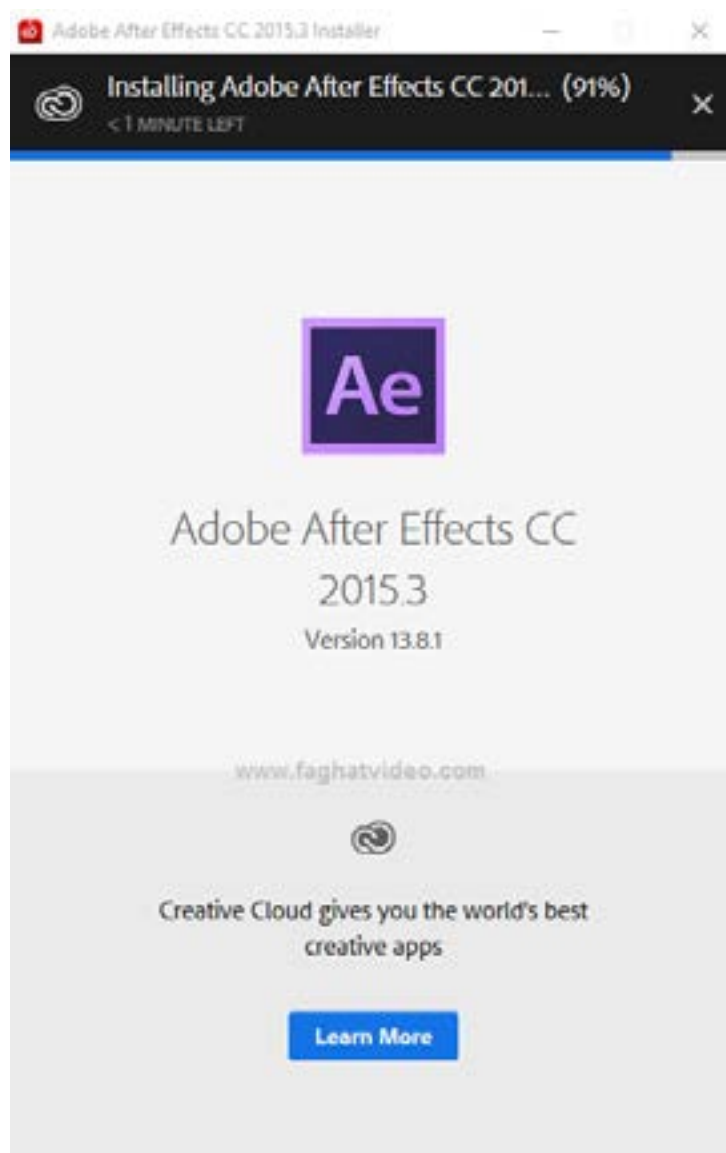 Adobe After Effects CC 2015.3 Installer
Installing Adobe After Effects CC 201... (91%)
< 1 MINUTE LEFT
Ae
Adobe After Effects CC
2015.3
Version 13.8.1
www.faghatvideo.com
Creative Cloud gives you the world's best
creative apps
Learn More